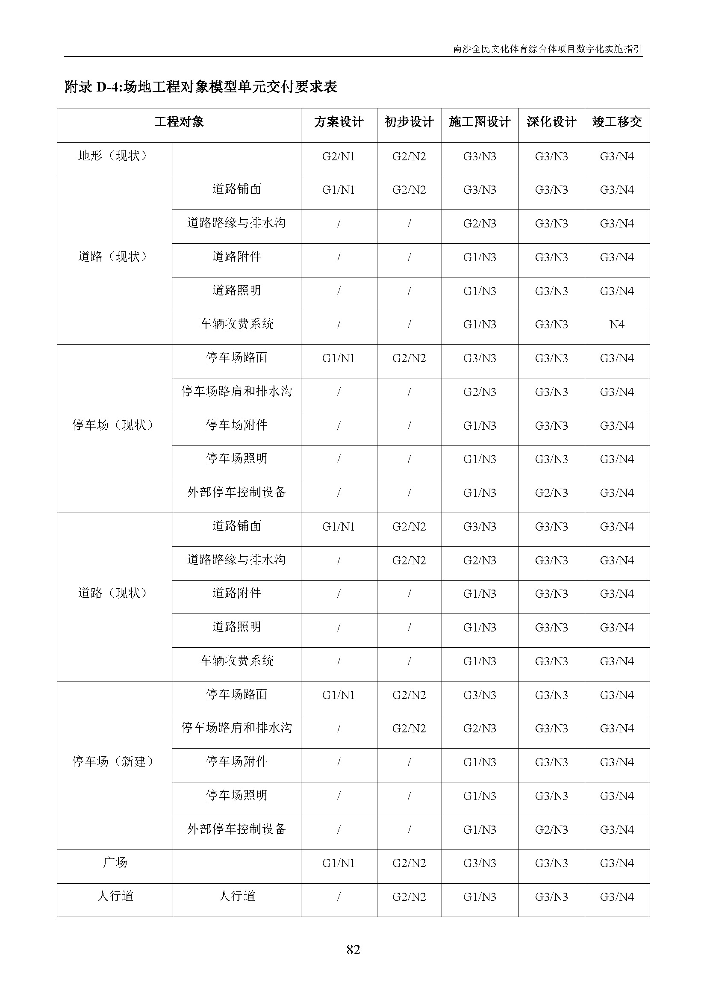 南沙全民文化体育综合体项目数字化实施指引
附录 D-4:场地工程对象模型单元交付要求表
工程对象 方案设计 初步设计 施工图设计 深化设计 竣工移交
地形（现状） G2/N1 G2/N2 G3/N3 G3/N3 G3/N4
道路（现状） 道路铺面 G1/N1 G2/N2 G3/N3 G3/N3 G3/N4
道路路缘与排水沟 / / G2/N3 G3/N3 G3/N4
道路附件 / / G1/N3 G3/N3 G3/N4
道路照明 / / G1/N3 G3/N3 G3/N4
车辆收费系统 / / G1/N3 G3/N3 N4
停车场（现状） 停车场路面 G1/N1 G2/N2 G3/N3 G3/N3 G3/N4
停车场路肩和排水沟 / / G2/N3 G3/N3 G3/N4
停车场附件 / / G1/N3 G3/N3 G3/N4
停车场照明 / / G1/N3 G3/N3 G3/N4
外部停车控制设备 / / G1/N3 G2/N3 G3/N4
道路（现状） 道路铺面 G1/N1 G2/N2 G3/N3 G3/N3 G3/N4
道路路缘与排水沟 / G2/N2 G2/N3 G3/N3 G3/N4
道路附件 / / G1/N3 G3/N3 G3/N4
道路照明 / / G1/N3 G3/N3 G3/N4
车辆收费系统 / / G1/N3 G3/N3 G3/N4
停车场（新建） 停车场路面 G1/N1 G2/N2 G3/N3 G3/N3 G3/N4
停车场路肩和排水沟 / G2/N2 G2/N3 G3/N3 G3/N4
停车场附件 / / G1/N3 G3/N3 G3/N4
停车场照明 / / G1/N3 G3/N3 G3/N4
外部停车控制设备 / / G1/N3 G2/N3 G3/N4
广场 G1/N1 G2/N2 G3/N3 G3/N3 G3/N4
人行道 人行道 / G2/N2 G1/N3 G3/N3 G3/N4
82